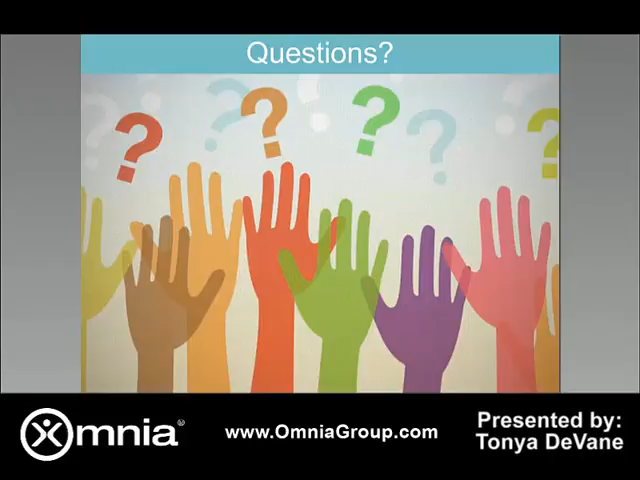 Questions?
? ? ? ? ?
? ?
Omnia®
www.OmniaGroup.com
Presented by:
Tonya DeVane